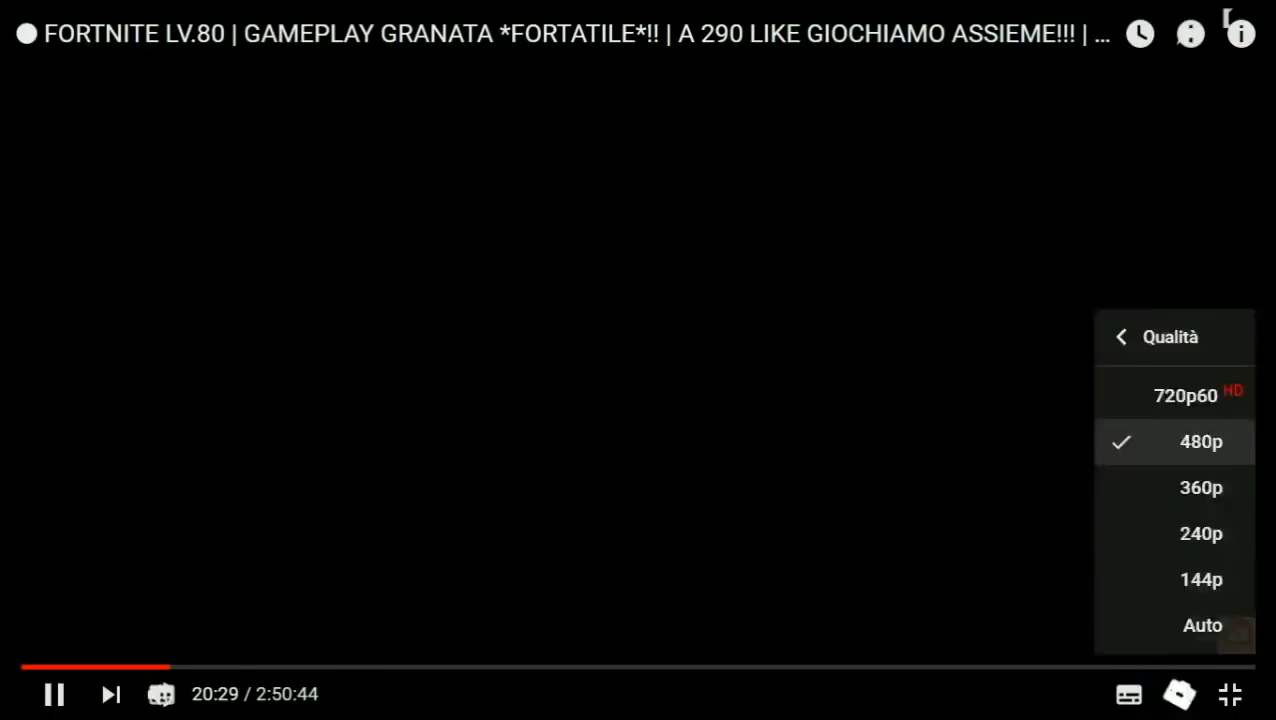 FORTNITE LV.80 | GAMEPLAY GRANATA *FORTATILE*!! | A 290 LIKE GIOCHIAMO ASSIEME!!! | ...
Qualità
720p60 HD
480p
360p
240p
144p
Auto
20:29 / 2:50:44